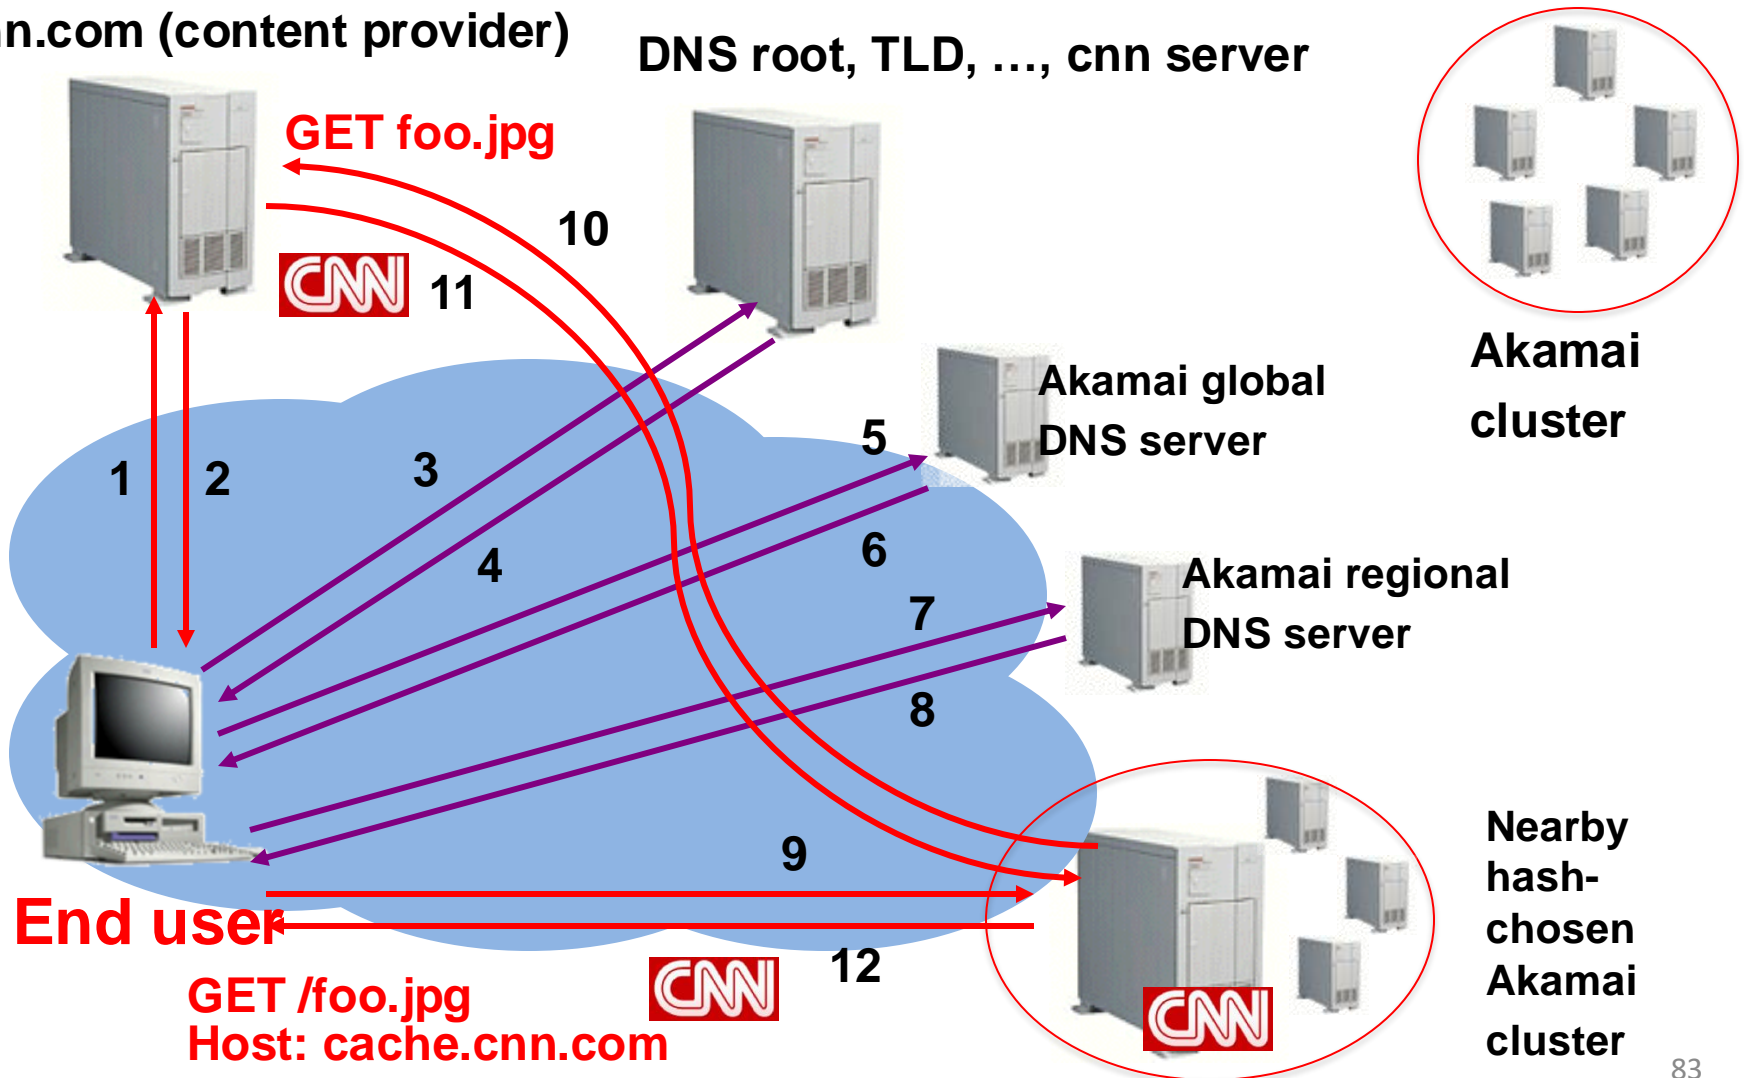 n.com (content provider)
DNS root, TLD, …, cnn server
GET foo.jpg
10
CNN
11
Akamai
cluster
Akamai global
DNS server
5
1
2
3
4
6
Akamai regional
DNS server
7
8
9
End user
12
GET /foo.jpg
Host: cache.cnn.com
CNN
CNN
Nearby
hash-
chosen
Akamai
cluster
83